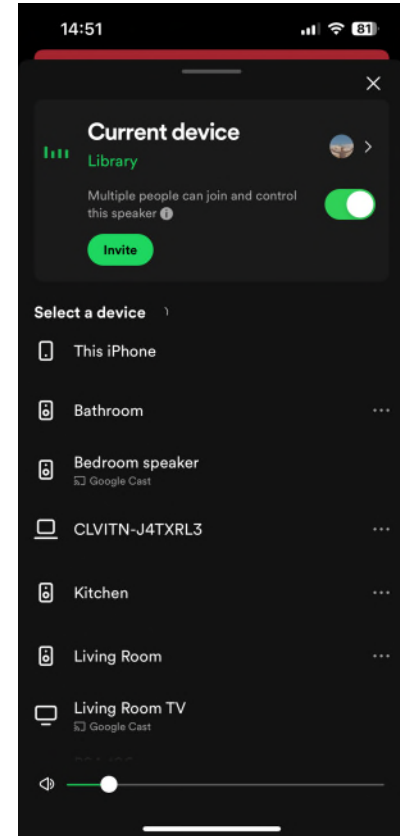 14:51
81
Current device
Library
Multiple people can join and control
this speaker
Invite
Select a device
This iPhone
Bathroom
Bedroom speaker
Google Cast
CLVITN-J4TXRL3
Kitchen
Living Room
Living Room TV
Google Cast